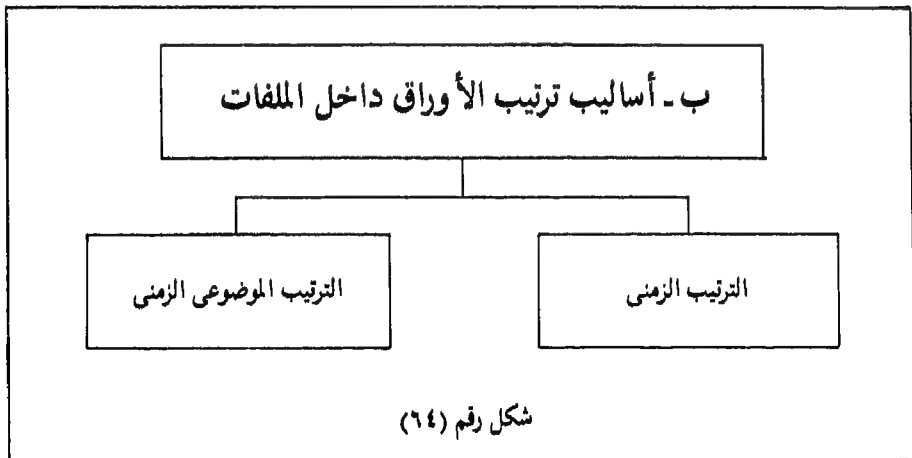 ب ـ أساليب ترتيب الأوراق داخل الملفات
الترتيب الزمنى
الترتيب الموضوعى الزمنى
شكل رقم (٦٤)